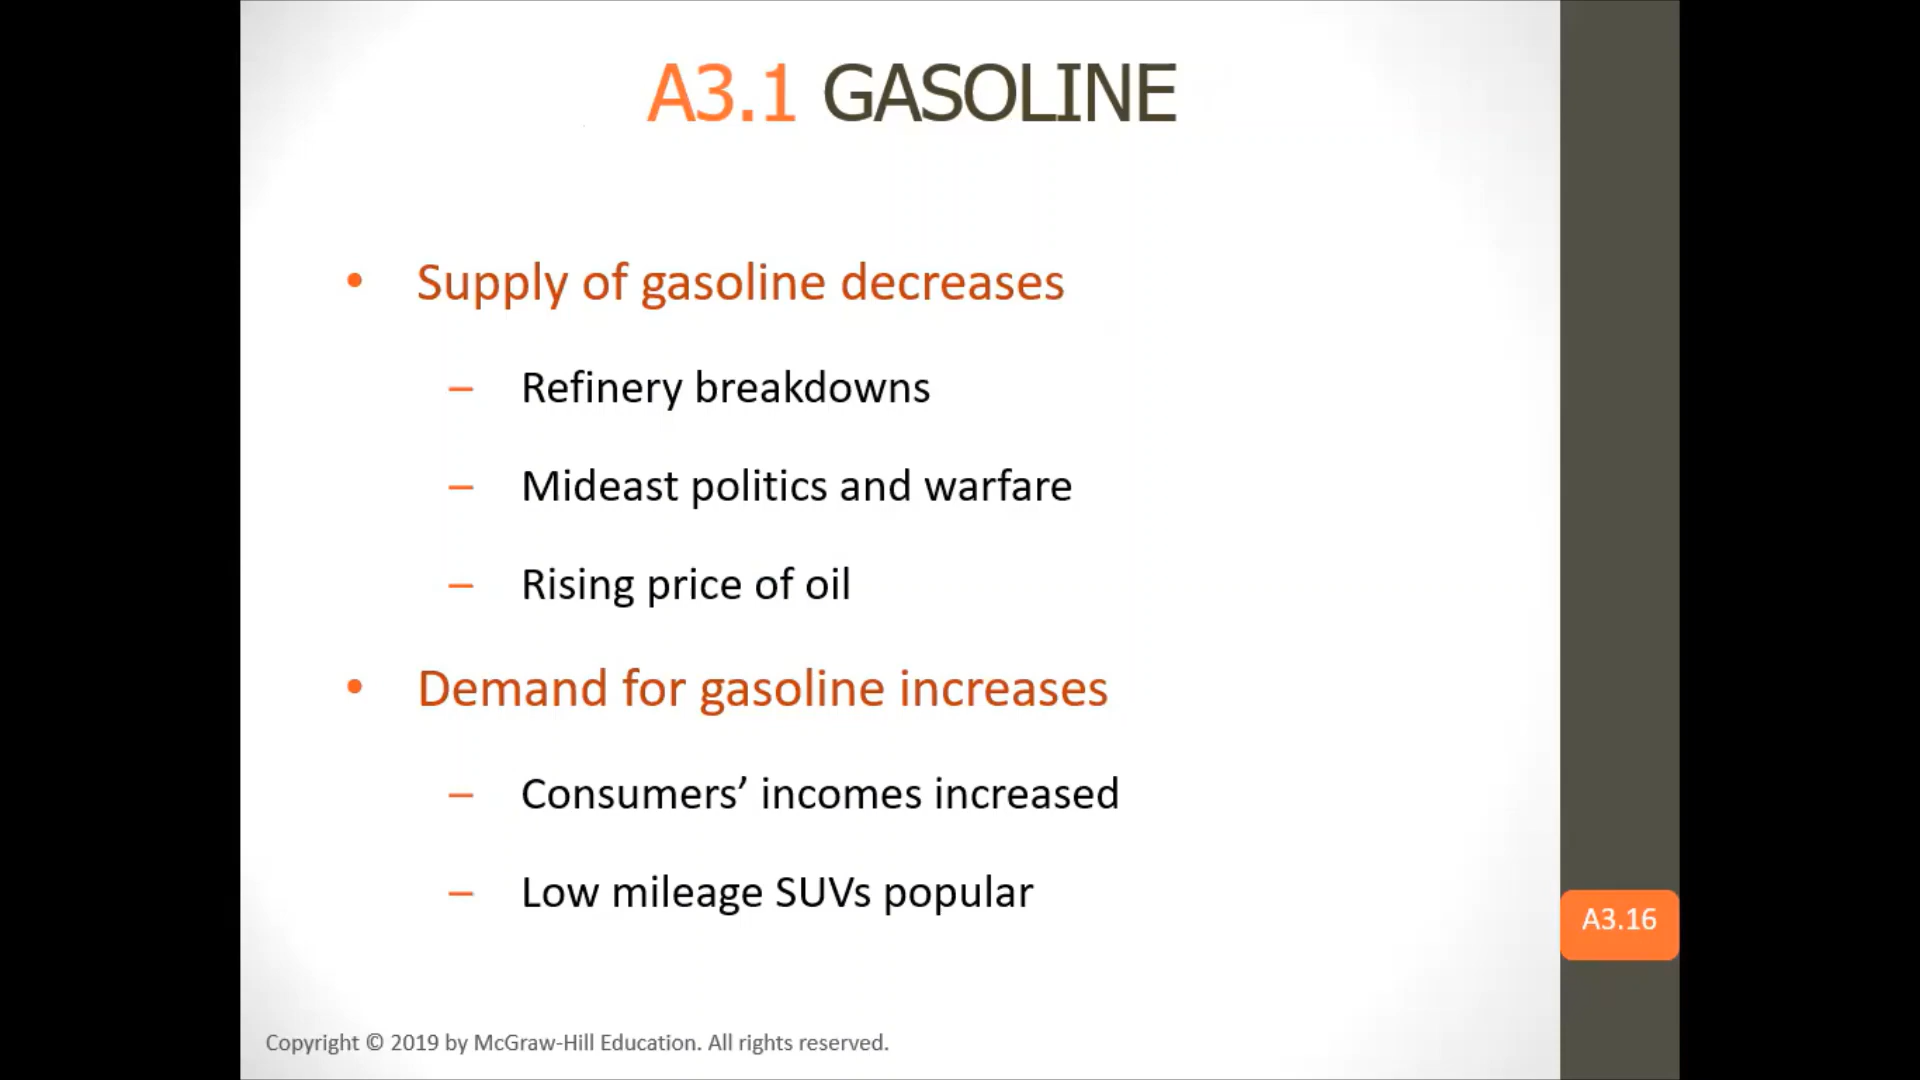 A3.1 GASOLINE
• Supply of gasoline decreases
– Refinery breakdowns
– Mideast politics and warfare
– Rising price of oil
• Demand for gasoline increases
– Consumers’ incomes increased
– Low mileage SUVs popular
A3.16
Copyright © 2019 by McGraw-Hill Education. All rights reserved.